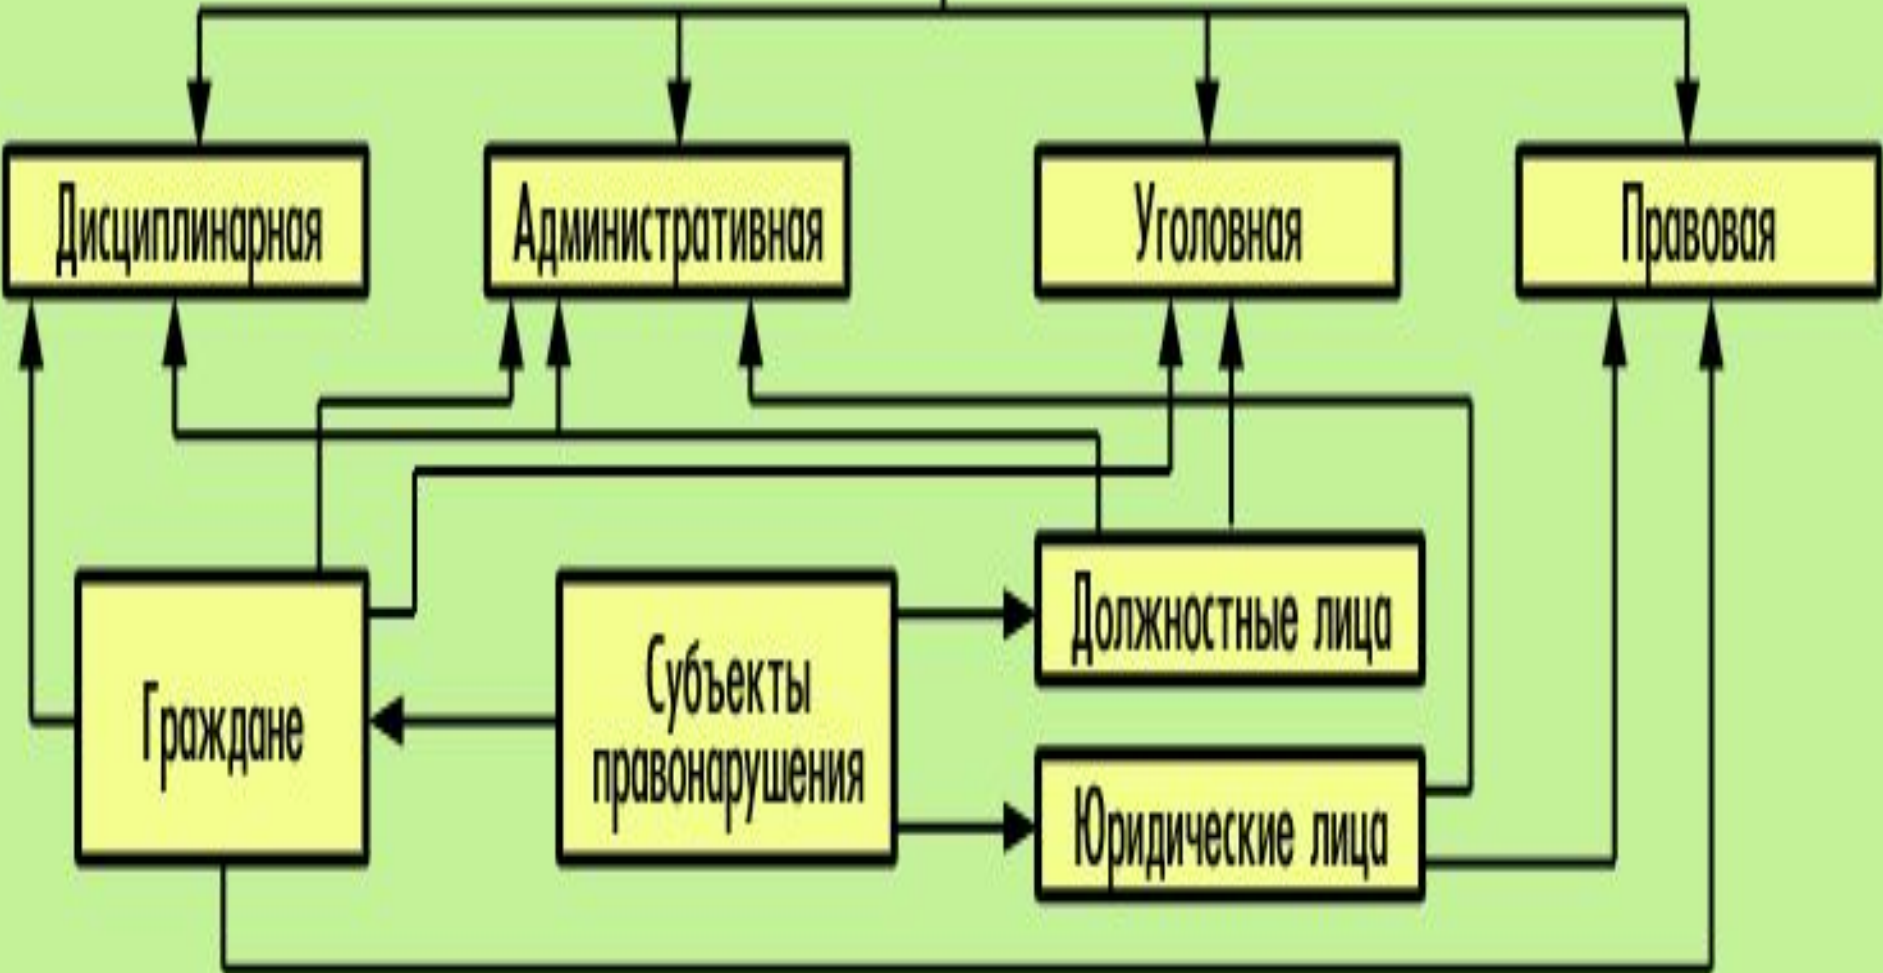 Дисциплинарная
Административная
Уголовная
Правовая
Граждане
Субъекты
правонарушения
Должностные лица
Юридические лица